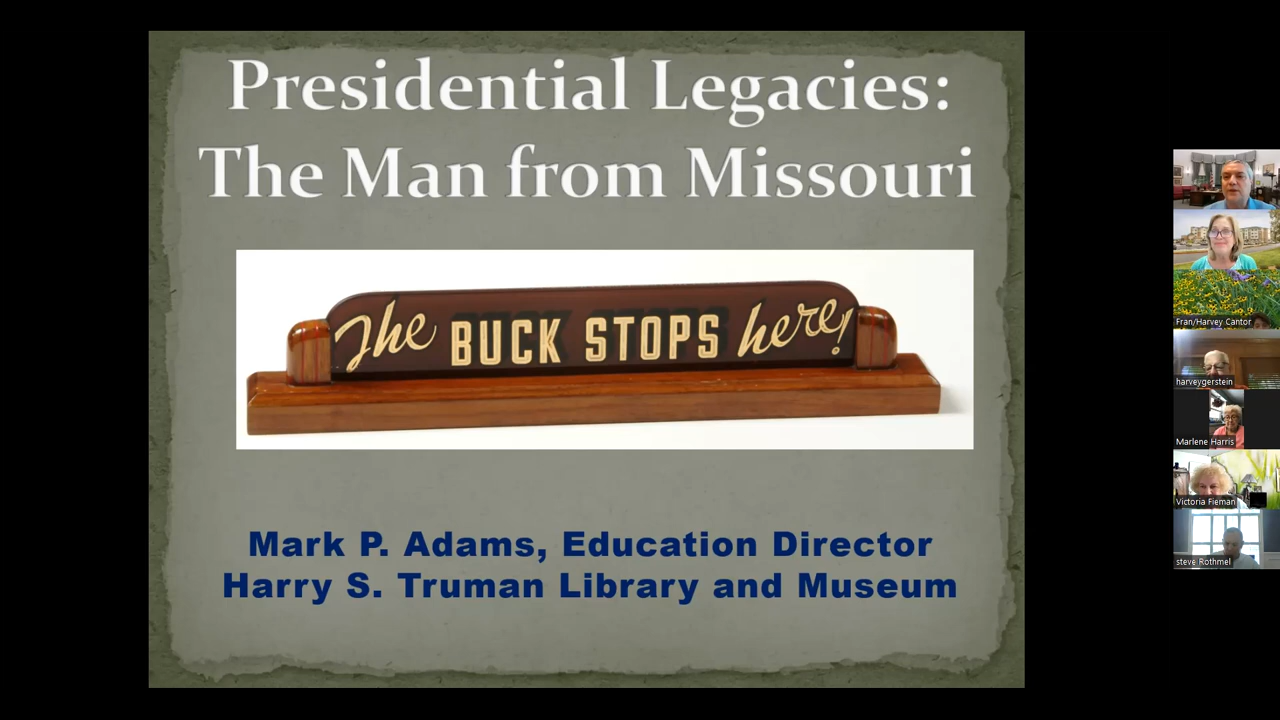 Presidential Legacies:
The Man from Missouri
The BUCK STOPS here!
Mark P. Adams, Education Director
Harry S. Truman Library and Museum
Fran/Harvey Cantor
harveygerstein
Marlene Harris
Victoria Fieman
steve Rothmel